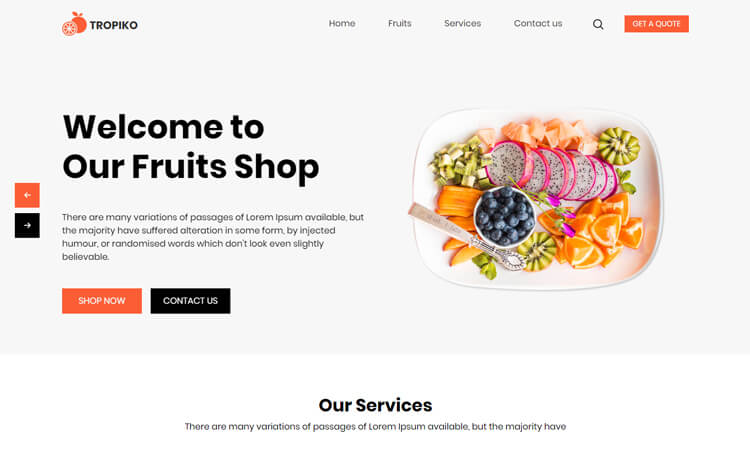 TROPIKO
Home Fruits Services Contact us GET A QUOTE
Welcome to
Our Fruits Shop
There are many variations of passages of Lorem Ipsum available, but
the majority have suffered alteration in some form, by injected
humour, or randomised words which don't look even slightly
believable.
SHOP NOW CONTACT US
Our Services
There are many variations of passages of Lorem Ipsum available, but the majority have